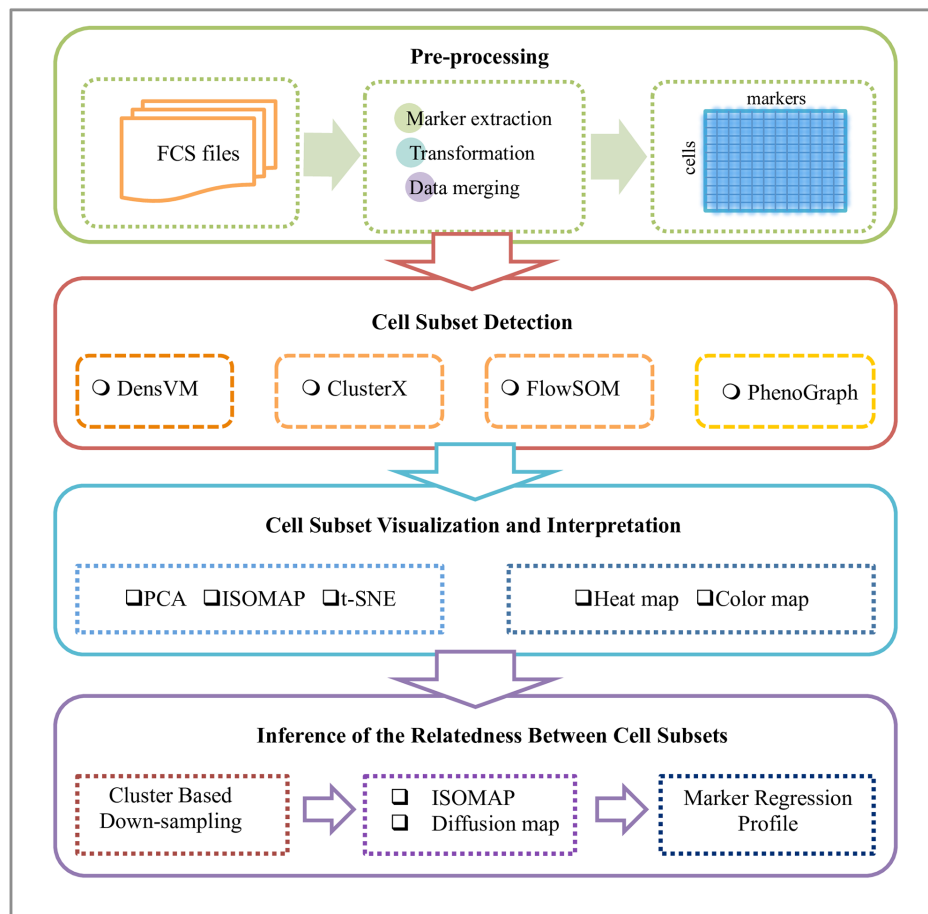 Pre-processing
FCS files
Marker extraction
Transformation
Data merging
markers
cells
Cell Subset Detection
DensVM
ClusterX
FlowSOM
PhenoGraph
Cell Subset Visualization and Interpretation
PCA ISOMAP t-SNE
Heat map Color map
Inference of the Relatedness Between Cell Subsets
Cluster Based
Down-sampling
ISOMAP
Diffusion map
Marker Regression
Profile